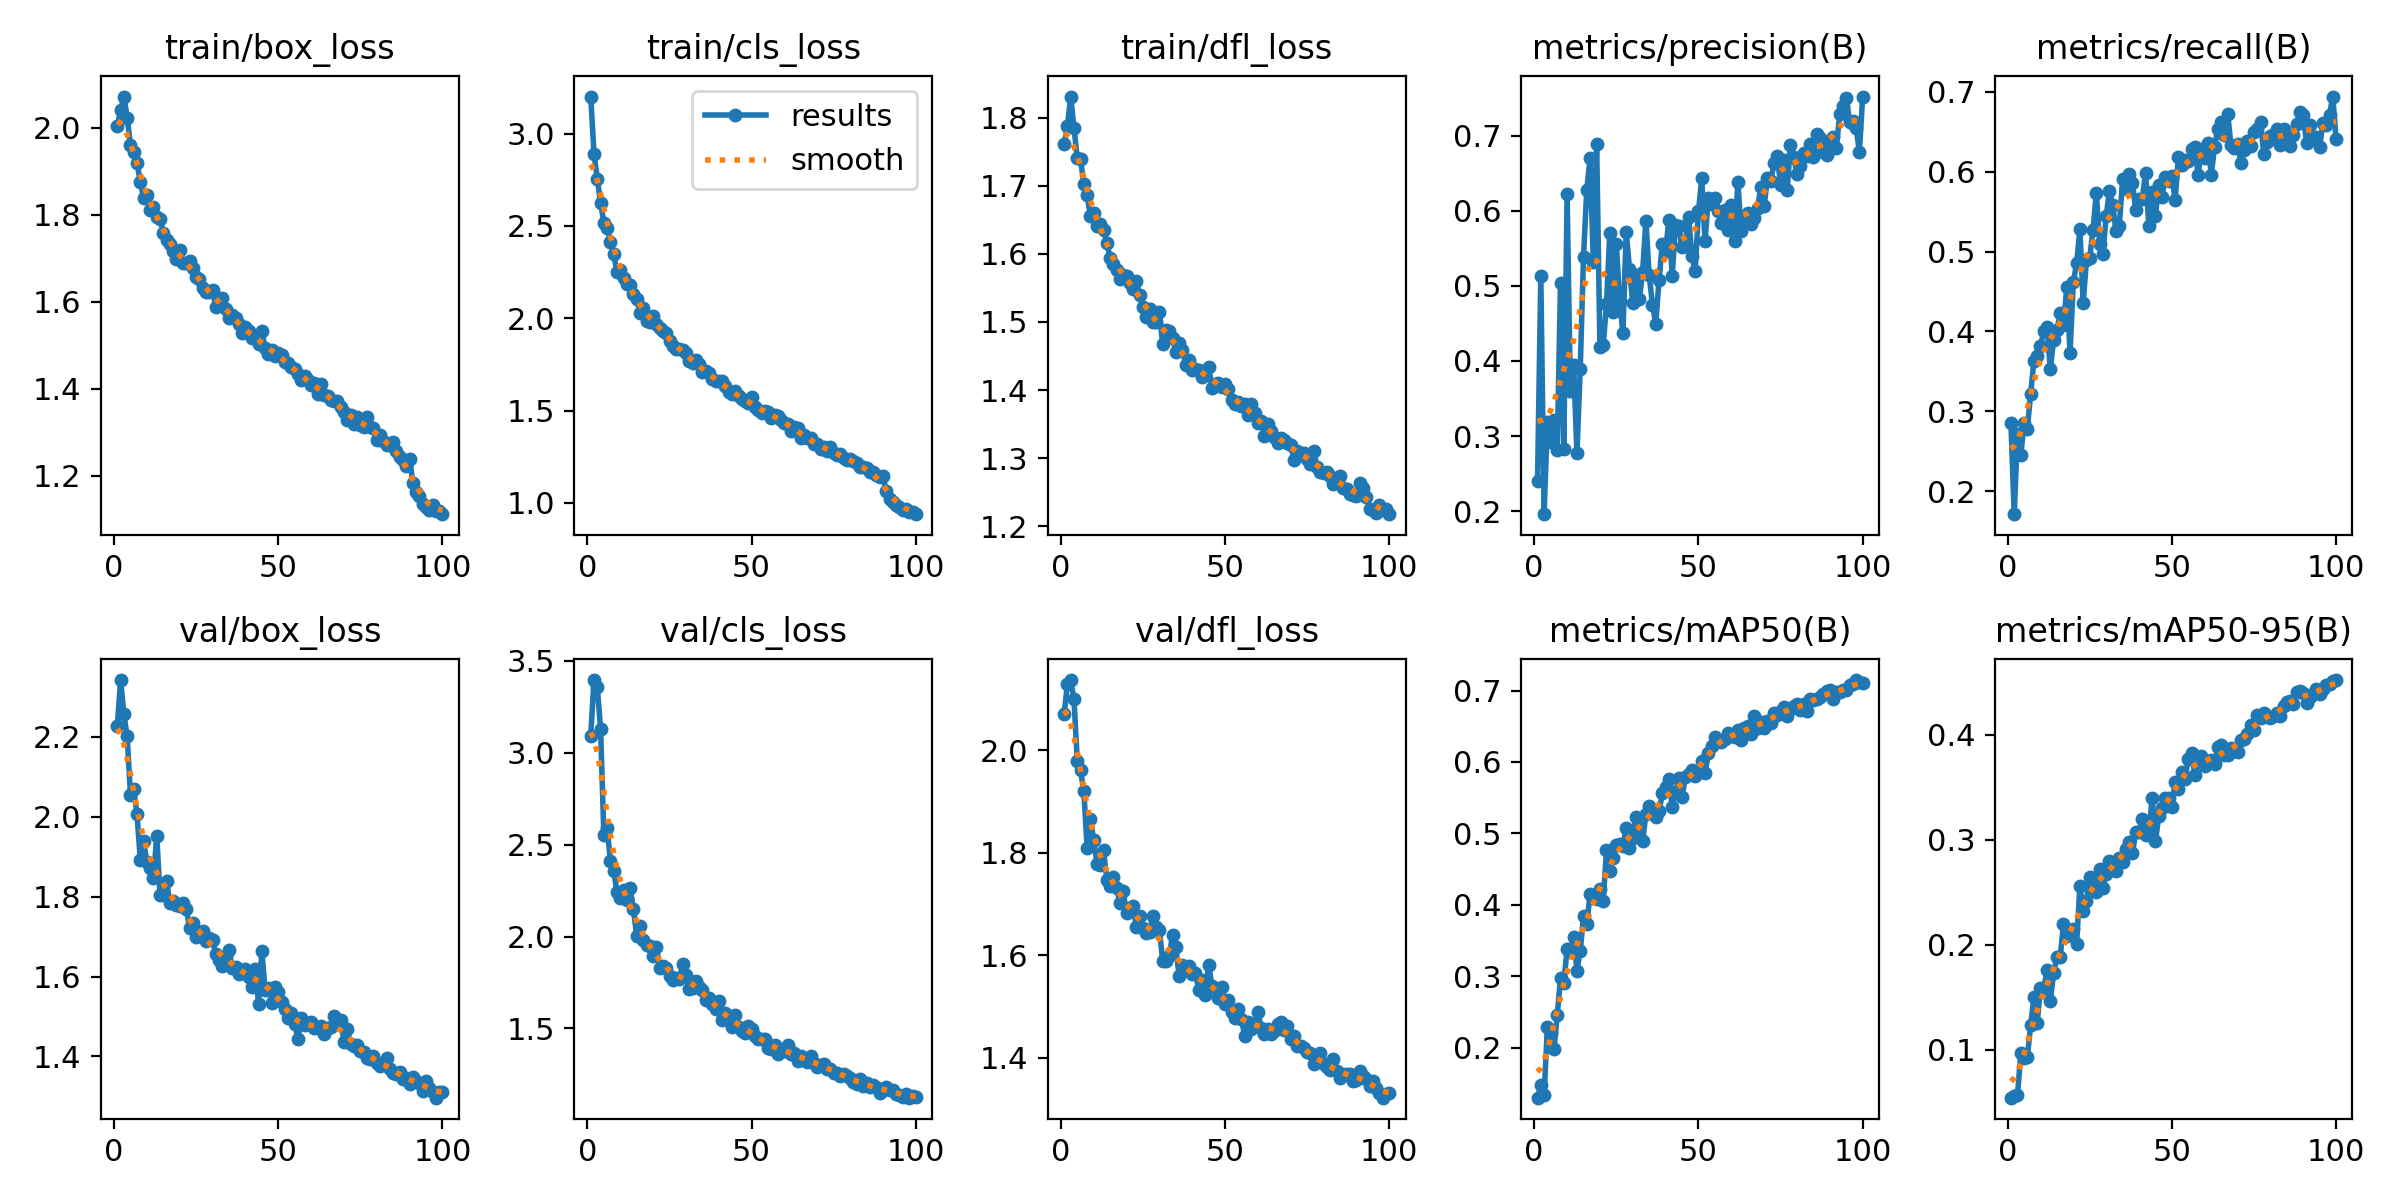 train/box_loss
2.0
1.8
1.6
1.4
1.2
0 50 100
train/cls_loss
results
smooth
3.0
2.5
2.0
1.5
1.0
0 50 100
train/dfl_loss
1.8
1.7
1.6
1.5
1.4
1.3
1.2
0 50 100
metrics/precision(B)
0.7
0.6
0.5
0.4
0.3
0.2
0 50 100
metrics/recall(B)
0.7
0.6
0.5
0.4
0.3
0.2
0 50 100
val/box_loss
2.2
2.0
1.8
1.6
1.4
0 50 100
val/cls_loss
3.5
3.0
2.5
2.0
1.5
0 50 100
val/dfl_loss
2.0
1.8
1.6
1.4
0 50 100
metrics/mAP50(B)
0.7
0.6
0.5
0.4
0.3
0.2
0 50 100
metrics/mAP50-95(B)
0.4
0.3
0.2
0.1
0 50 100